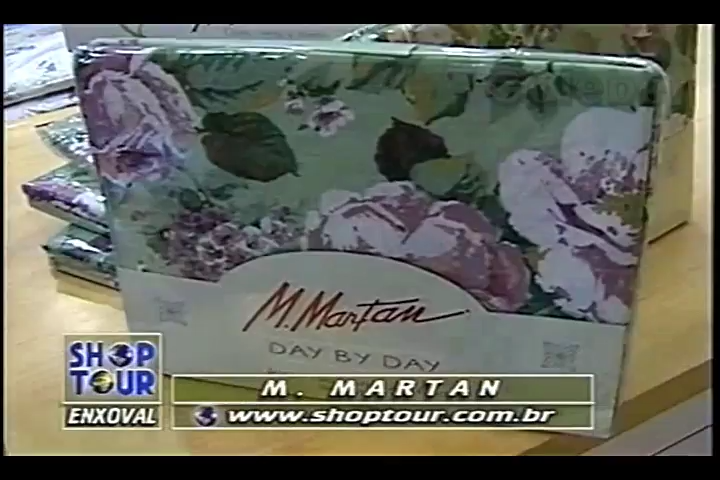 M. Martan
DAY BY DAY
SHOP
TOUR
ENXOVAL
M. MARTAN
www.shoptour.com.br